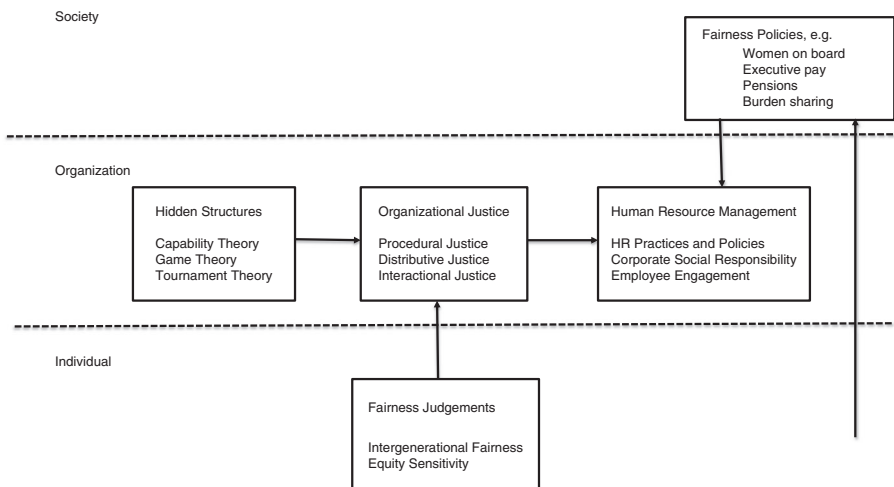 Society
Fairness Policies, e.g.
Women on board
Executive pay
Pensions
Burden sharing
Organization
Hidden Structures
Capability Theory
Game Theory
Tournament Theory
Organizational Justice
Procedural Justice
Distributive Justice
Interactional Justice
Human Resource Management
HR Practices and Policies
Corporate Social Responsibility
Employee Engagement
Individual
Fairness Judgements
Intergenerational Fairness
Equity Sensitivity